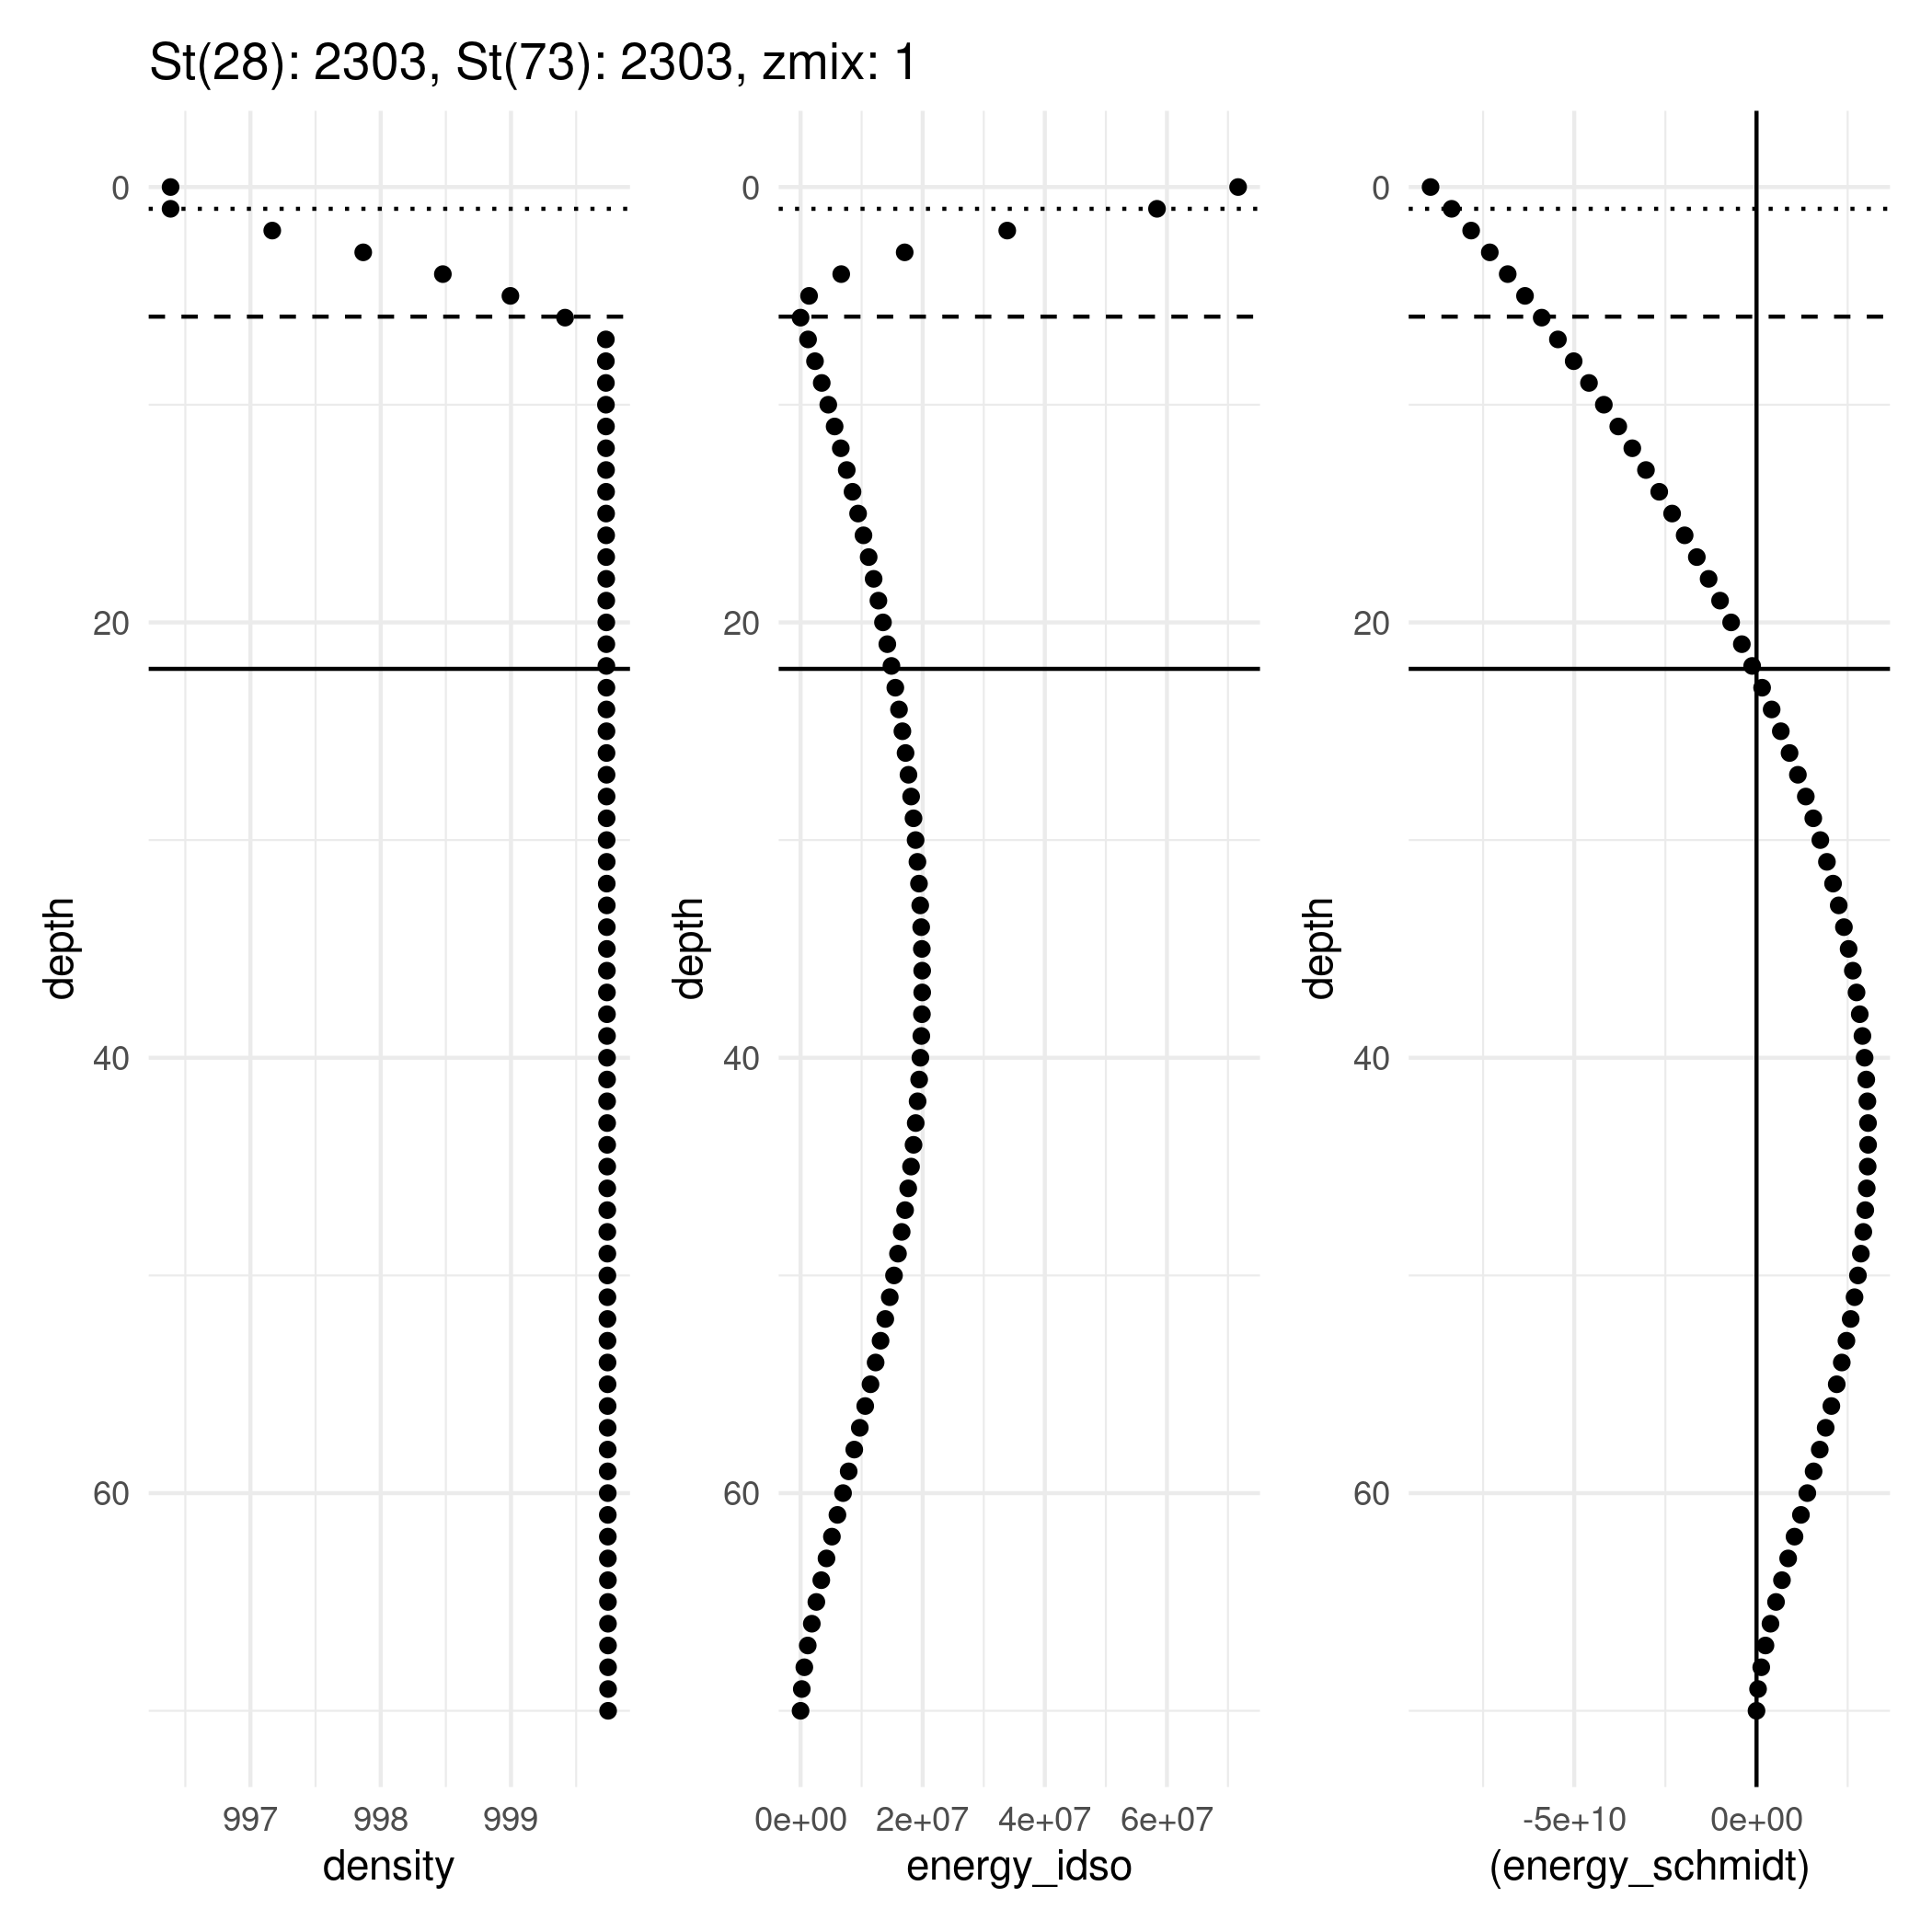 St(28): 2303, St(73): 2303, zmix: 1
0
20
40
60
depth
997 998 999
density
0
20
40
60
depth
0e+00 2e+07 4e+07 6e+07
energy_idso
0
20
40
60
depth
-5e+10 0e+00
(energy_schmidt)